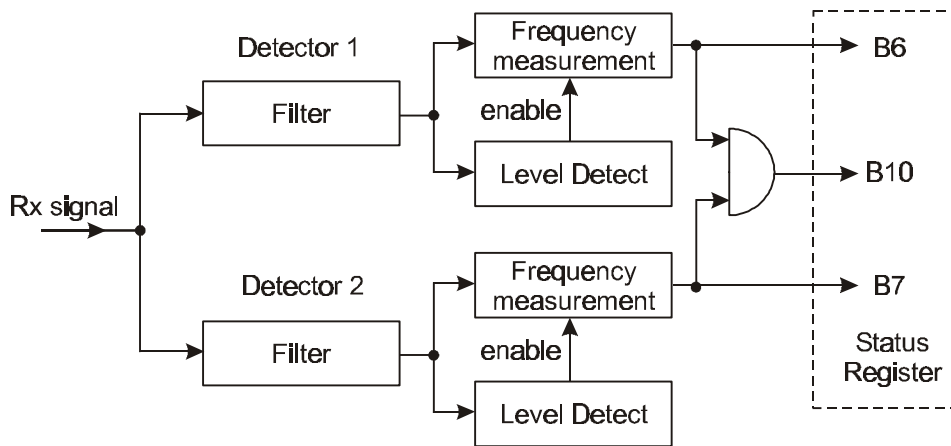 Detector 1
Frequency
measurement
B6
Filter
enable
Level Detect
B10
Rx signal
Detector 2
Frequency
measurement
B7
Filter
enable
Status
Register
Level Detect